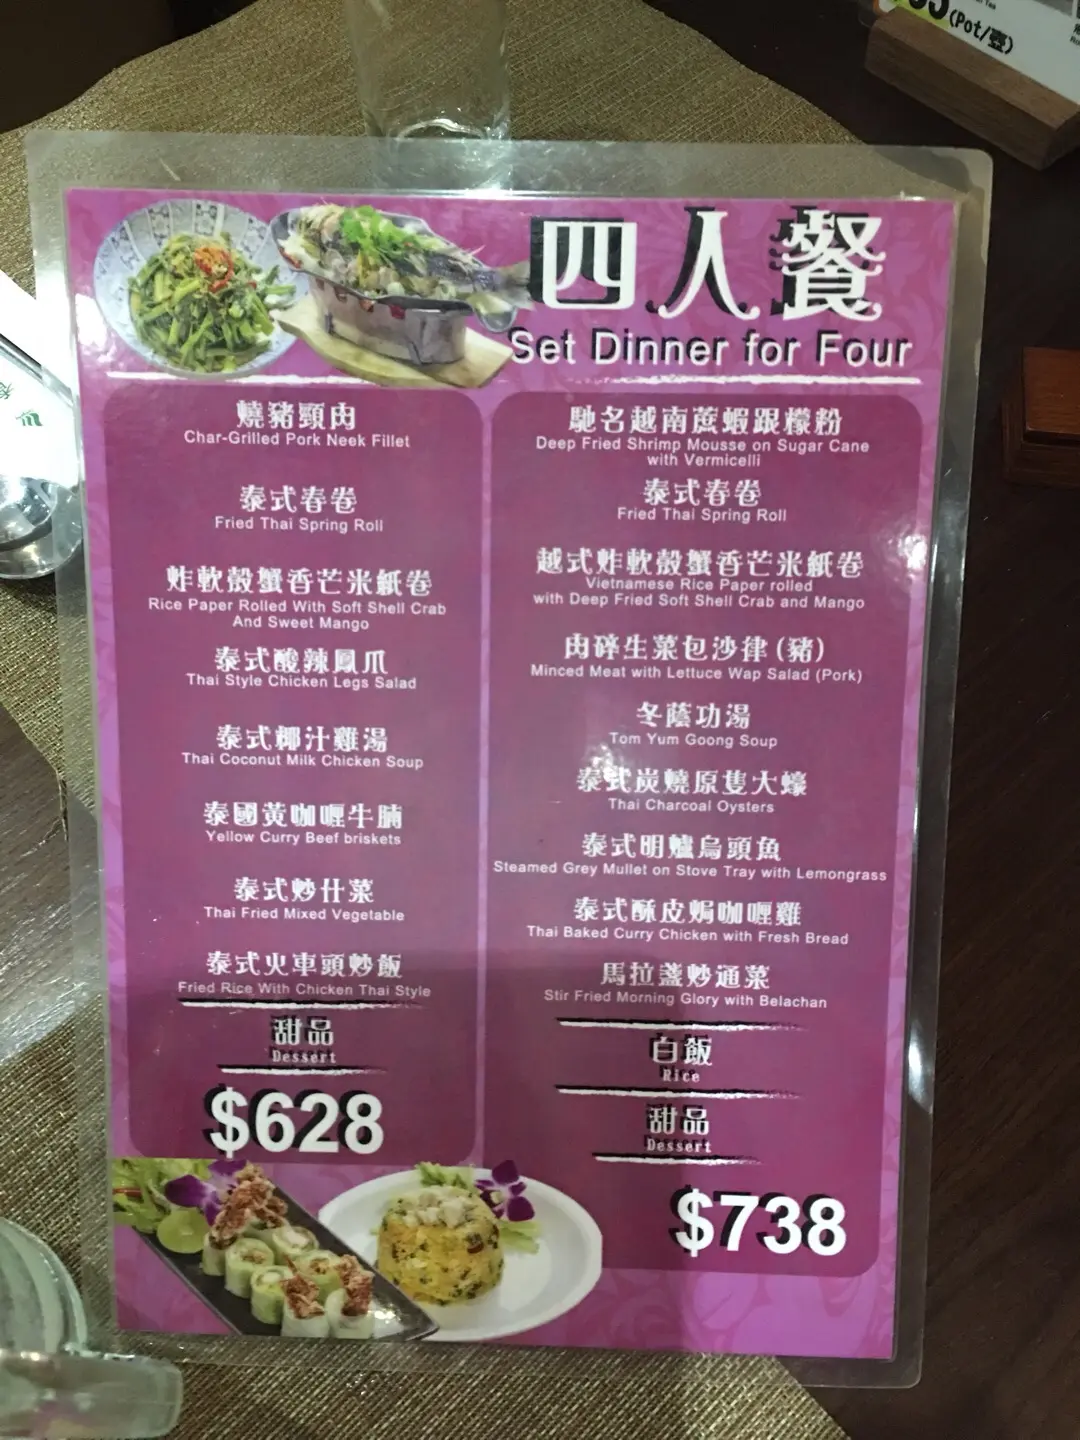 55(Pot/壺)
四人餐
Set Dinner for Four
燒豬頸肉
Char-Grilled Pork Neek Fillet
泰式春卷
Fried Thai Spring Roll
炸軟殼蟹香芒米紙卷
Rice Paper Rolled With Soft Shell Crab
And Sweet Mango
泰式酸辣鳳爪
Thai Style Chicken Legs Salad
泰式椰汁雞湯
Thai Coconut Milk Chicken Soup
泰國黃咖喱牛腩
Yellow Curry Beef briskets
泰式炒什菜
Thai Fried Mixed Vegetable
泰式火車頭炒飯
Fried Rice With Chicken Thai Style
甜品
Dessert
$628
馳名越南蔗蝦跟檬粉
Deep Fried Shrimp Mousse on Sugar Cane
with Vermicelli
泰式春卷
Fried Thai Spring Roll
越式炸軟殼蟹香芒米紙卷
Vietnamese Rice Paper rolled
with Deep Fried Soft Shell Crab and Mango
肉碎生菜包沙律(豬)
Minced Meat with Lettuce Wap Salad (Pork)
冬蔭功湯
Tom Yum Goong Soup
泰式炭燒原隻大蠔
Thai Charcoal Oysters
泰式明爐烏頭魚
Steamed Grey Mullet on Stove Tray with Lemongrass
泰式酥皮焗咖喱雞
Thai Baked Curry Chicken with Fresh Bread
馬拉盞炒通菜
Stir Fried Morning Glory with Belachan
白飯
Rice
甜品
Dessert
$738